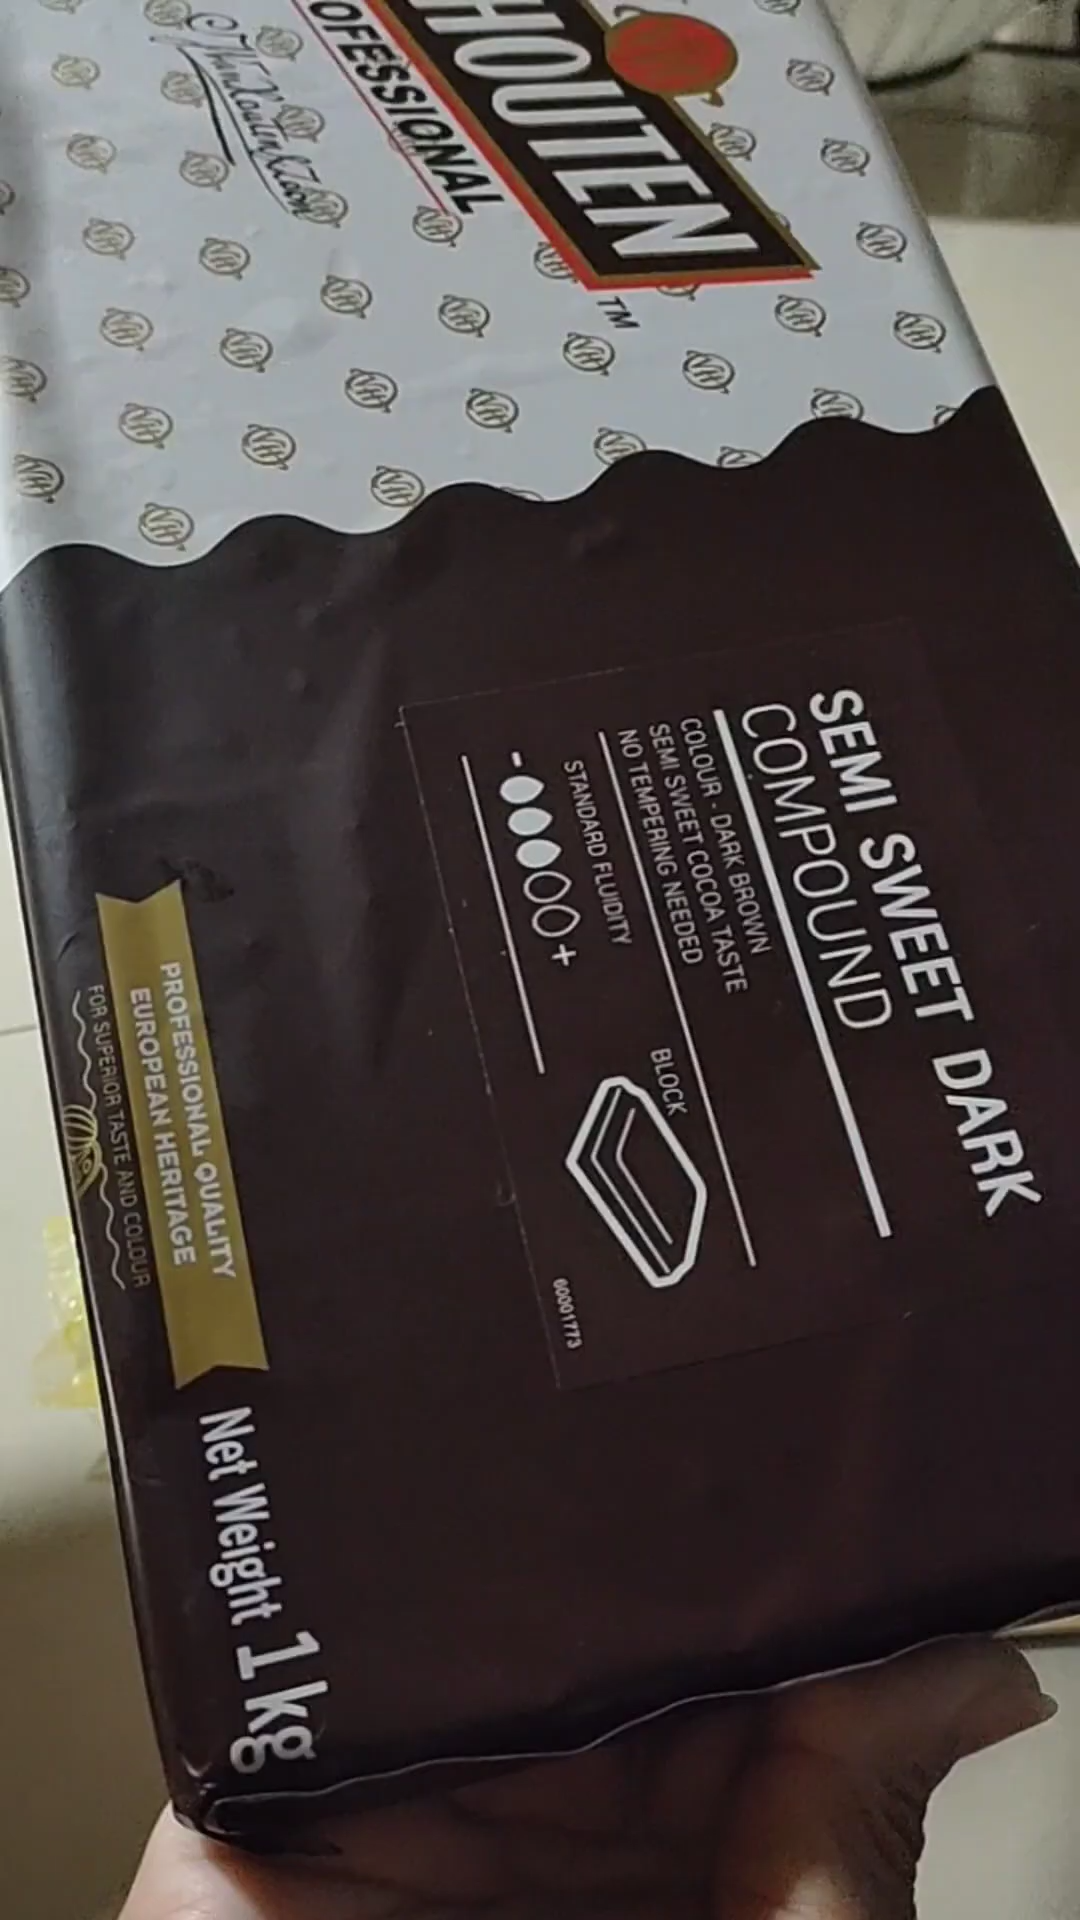 HOUTEN
OFESSIONAL
TM
SEMI SWEET DARK
COMPOUND
COLOUR - DARK BROWN
SEMI SWEET COCOA TASTE
NO TEMPERING NEEDED
STANDARD FLUIDITY
- +
BLOCK
60001773
PROFESSIONAL QUALITY
EUROPEAN HERITAGE
FOR SUPERIOR TASTE AND COLOUR
Net Weight 1 kg